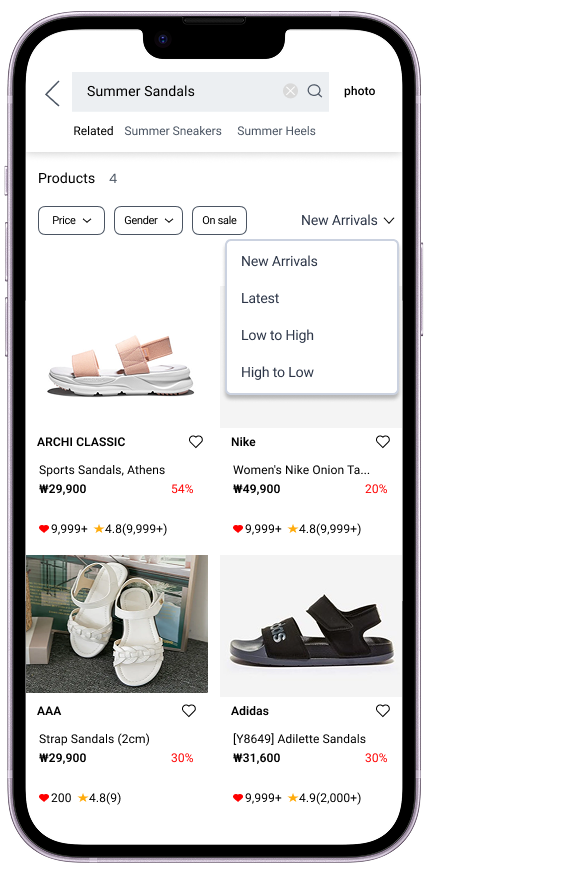 Summer Sandals
photo
Related Summer Sneakers Summer Heels
Products 4
Price Gender On sale New Arrivals
New Arrivals
Latest
Low to High
High to Low
ARCHI CLASSIC
Sports Sandals, Athens
₩29,900 54%
9,999+ 4.8(9,999+)
Nike
Women's Nike Onion Ta...
₩49,900 20%
9,999+ 4.8(9,999+)
AAA
Strap Sandals (2cm)
₩29,900 30%
200 4.8(9)
Adidas
[Y8649] Adilette Sandals
₩31,600 30%
9,999+ 4.9(2,000+)